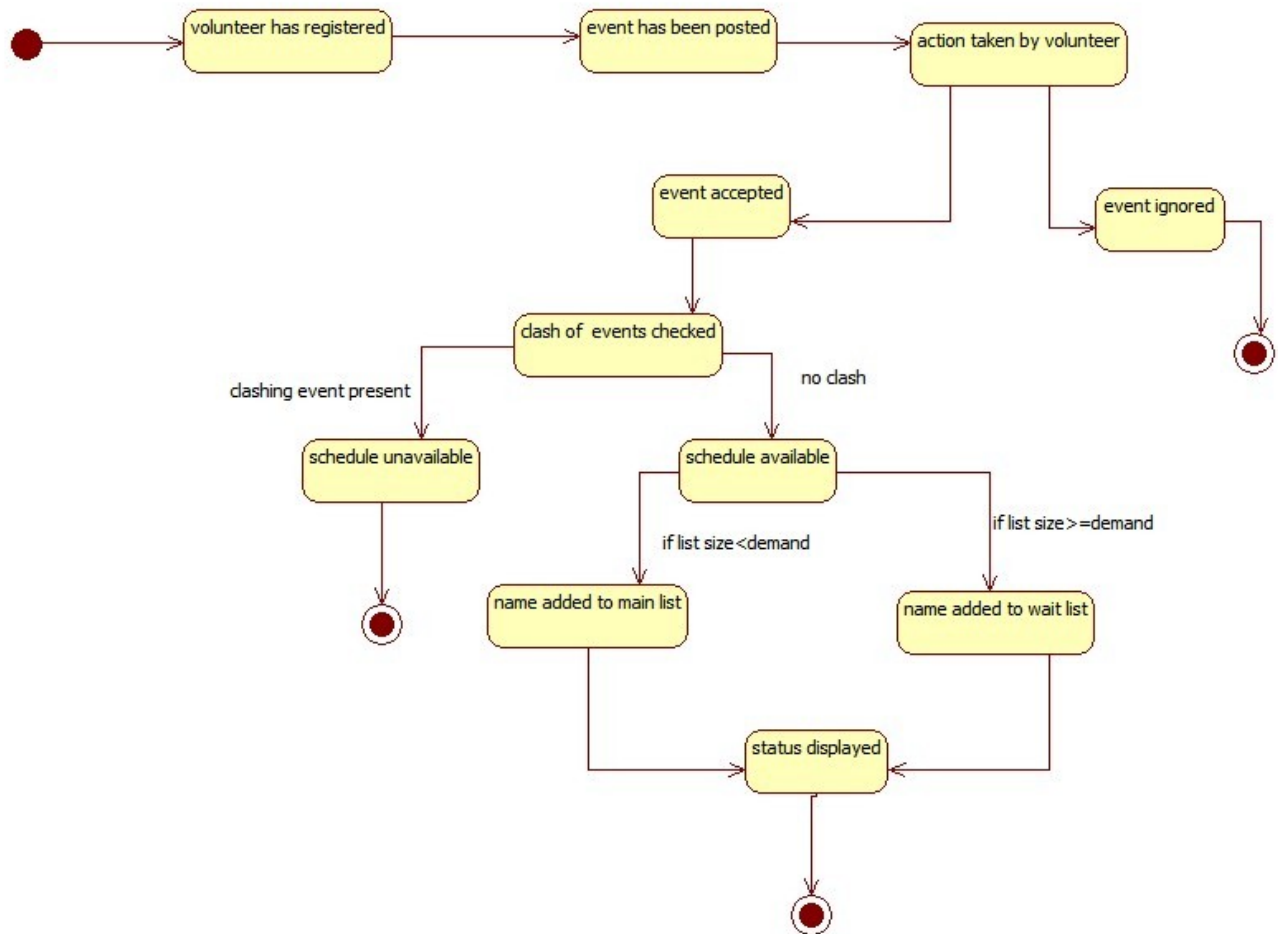 volunteer has registered
event has been posted
action taken by volunteer
event accepted
event ignored
clash of  events checked
clashing event present
no clash
schedule unavailable
schedule available
if list size<demand
if list size>=demand
name added to main list
name added to wait list
status displayed